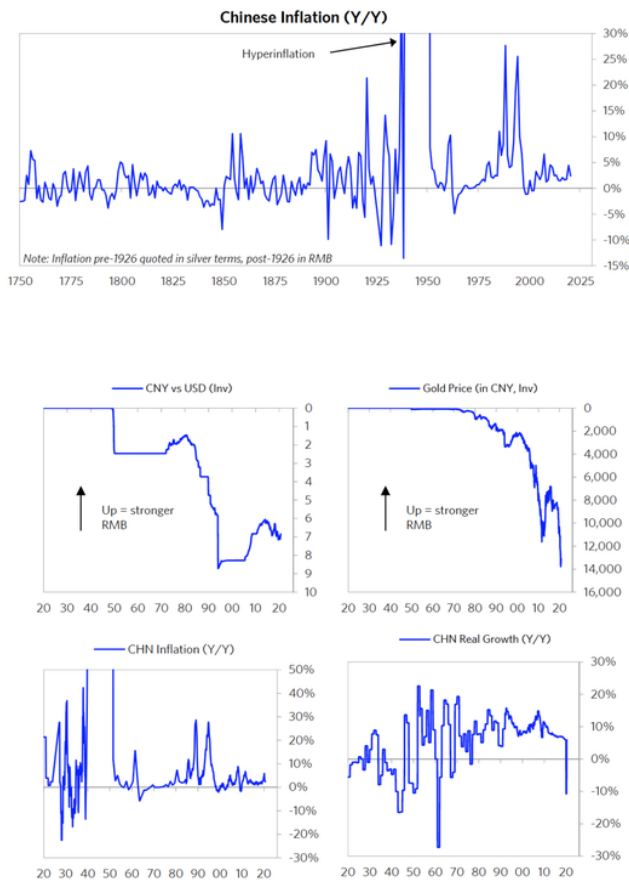 Chinese Inflation (Y/Y)
Hyperinflation
30%
25%
20%
15%
10%
5%
0%
-5%
-10%
-15%
Note: Inflation pre-1926 quoted in silver terms, post-1926 in RMB
1750 1775 1800 1825 1850 1875 1900 1925 1950 1975 2000 2025
CNY vs USD (Inv)
0
1
2
3
4
5
6
7
8
9
10
Up = stronger
RMB
20 30 40 50 60 70 80 90 00 10 20
Gold Price (in CNY, Inv)
0
2,000
4,000
6,000
8,000
10,000
12,000
14,000
16,000
Up = stronger
RMB
20 30 40 50 60 70 80 90 00 10 20
CHN Inflation (Y/Y)
50%
40%
30%
20%
10%
0%
-10%
-20%
-30%
20 30 40 50 60 70 80 90 00 10 20
CHN Real Growth (Y/Y)
30%
20%
10%
0%
-10%
-20%
-30%
20 30 40 50 60 70 80 90 00 10 20